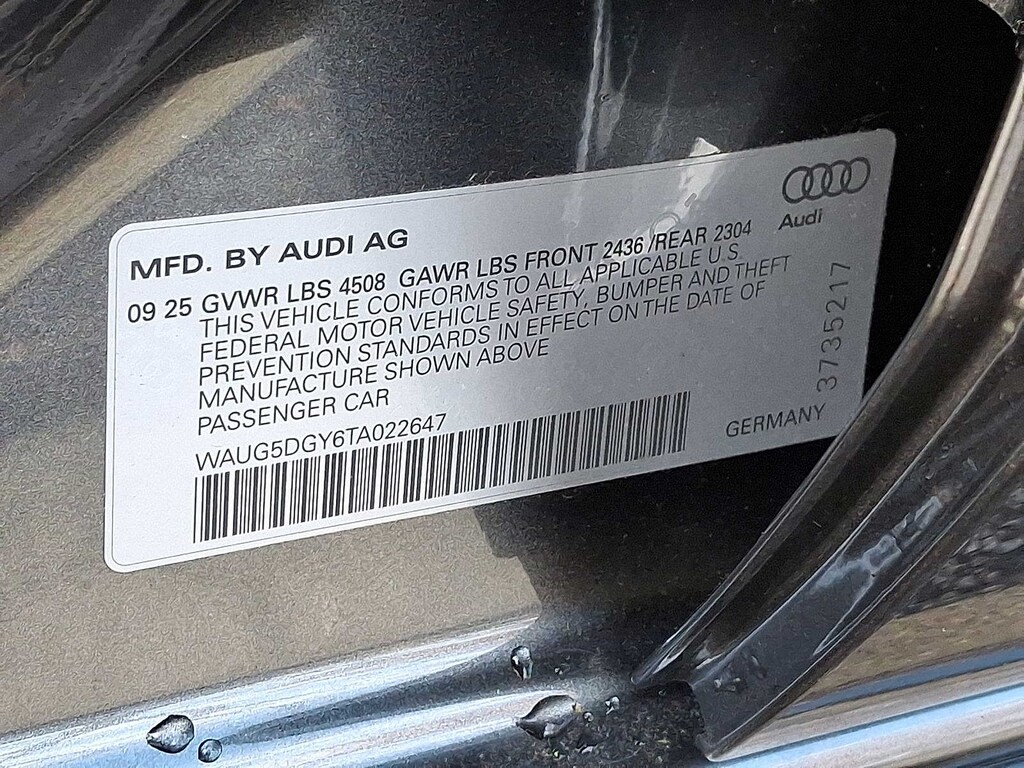 Audi
MFD. BY AUDI AG
09 25 GVWR LBS 4508 GAWR LBS FRONT 2436 /REAR 2304
THIS VEHICLE CONFORMS TO ALL APPLICABLE U.S.
FEDERAL MOTOR VEHICLE SAFETY, BUMPER AND THEFT
PREVENTION STANDARDS IN EFFECT ON THE DATE OF
MANUFACTURE SHOWN ABOVE
PASSENGER CAR
WAUG5DGY6TA022647
GERMANY
3735217